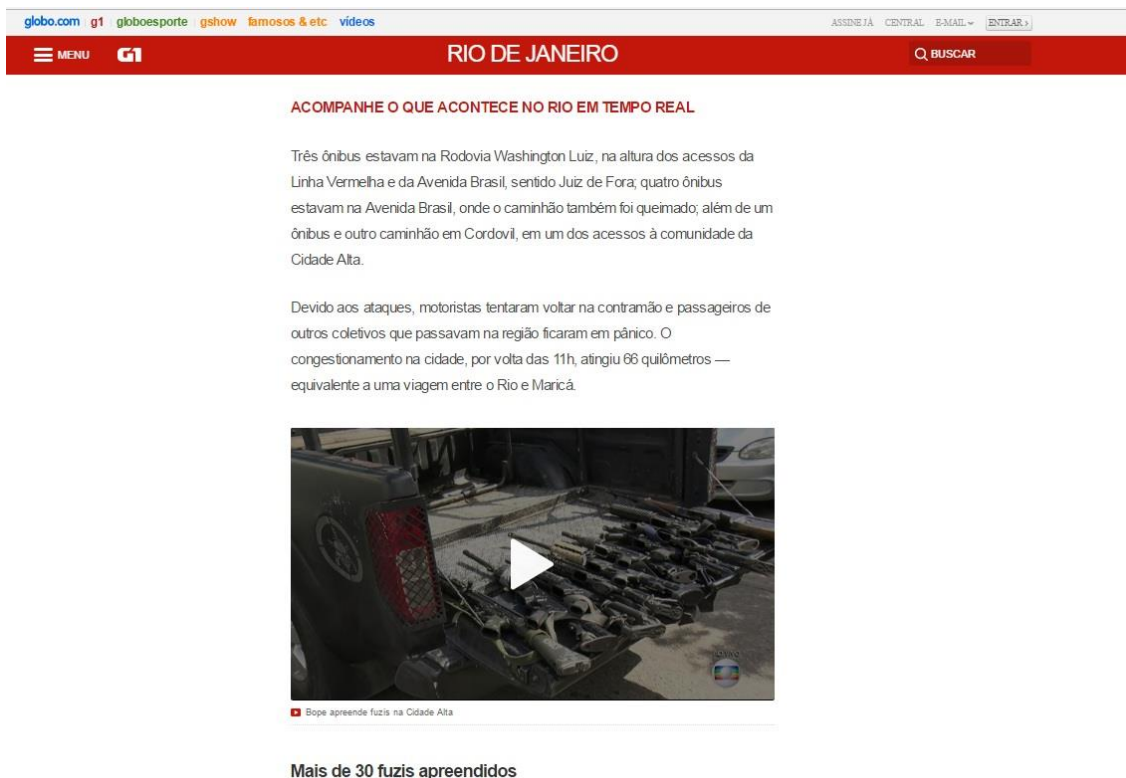 globo.com g1 globoesporte gshow famosos & etc vídeos ASSINE JÁ CENTRAL E-MAIL ENTRAR ›
MENU G1 RIO DE JANEIRO BUSCAR
ACOMPANHE O QUE ACONTECE NO RIO EM TEMPO REAL
Três ônibus estavam na Rodovia Washington Luiz, na altura dos acessos da
Linha Vermelha e da Avenida Brasil, sentido Juiz de Fora; quatro ônibus
estavam na Avenida Brasil, onde o caminhão também foi queimado; além de um
ônibus e outro caminhão em Cordovil, em um dos acessos à comunidade da
Cidade Alta.
Devido aos ataques, motoristas tentaram voltar na contramão e passageiros de
outros coletivos que passavam na região ficaram em pânico. O
congestionamento na cidade, por volta das 11h, atingiu 66 quilômetros —
equivalente a uma viagem entre o Rio e Maricá.
Bope apreende fuzis na Cidade Alta
Mais de 30 fuzis apreendidos